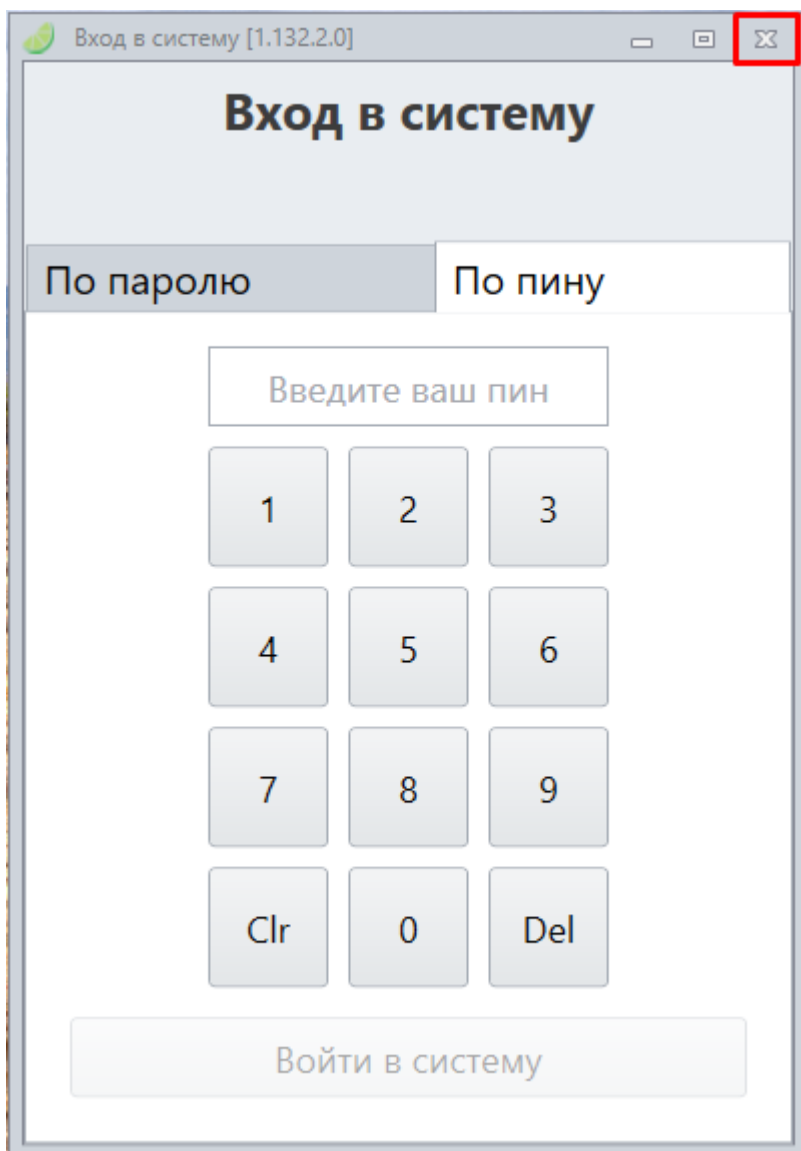 Вход в систему [1.132.2.0]
Вход в систему
По паролю По пину
Введите ваш пин
1 2 3
4 5 6
7 8 9
Clr 0 Del
Войти в систему